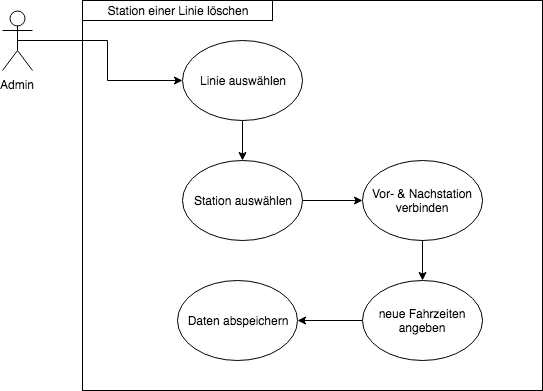 Station einer Linie löschen
Admin
Linie auswählen
Station auswählen
Vor- & Nachstation
verbinden
neue Fahrzeiten
angeben
Daten abspeichern